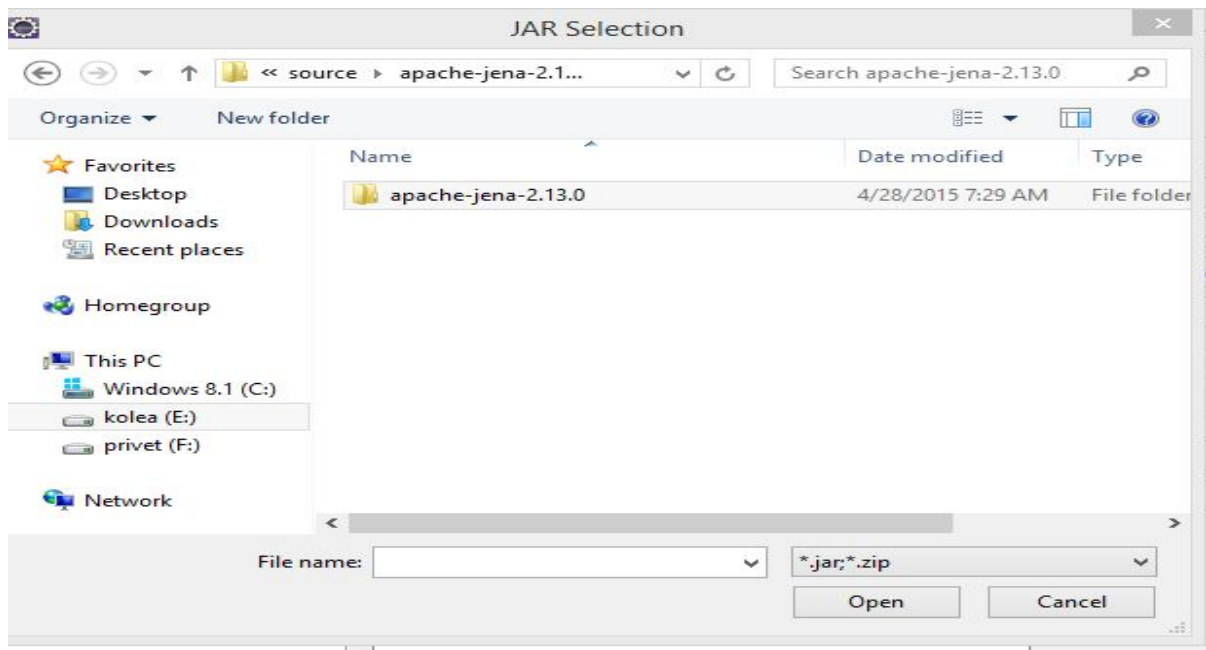 JAR Selection
« source ▸ apache-jena-2.1...
Search apache-jena-2.13.0
Organize
New folder
Name
Date modified
Type
apache-jena-2.13.0
4/28/2015 7:29 AM
File folder
Favorites
Desktop
Downloads
Recent places
Homegroup
This PC
Windows 8.1 (C:)
kolea (E:)
privet (F:)
Network
File name:
*.jar;*.zip
Open
Cancel